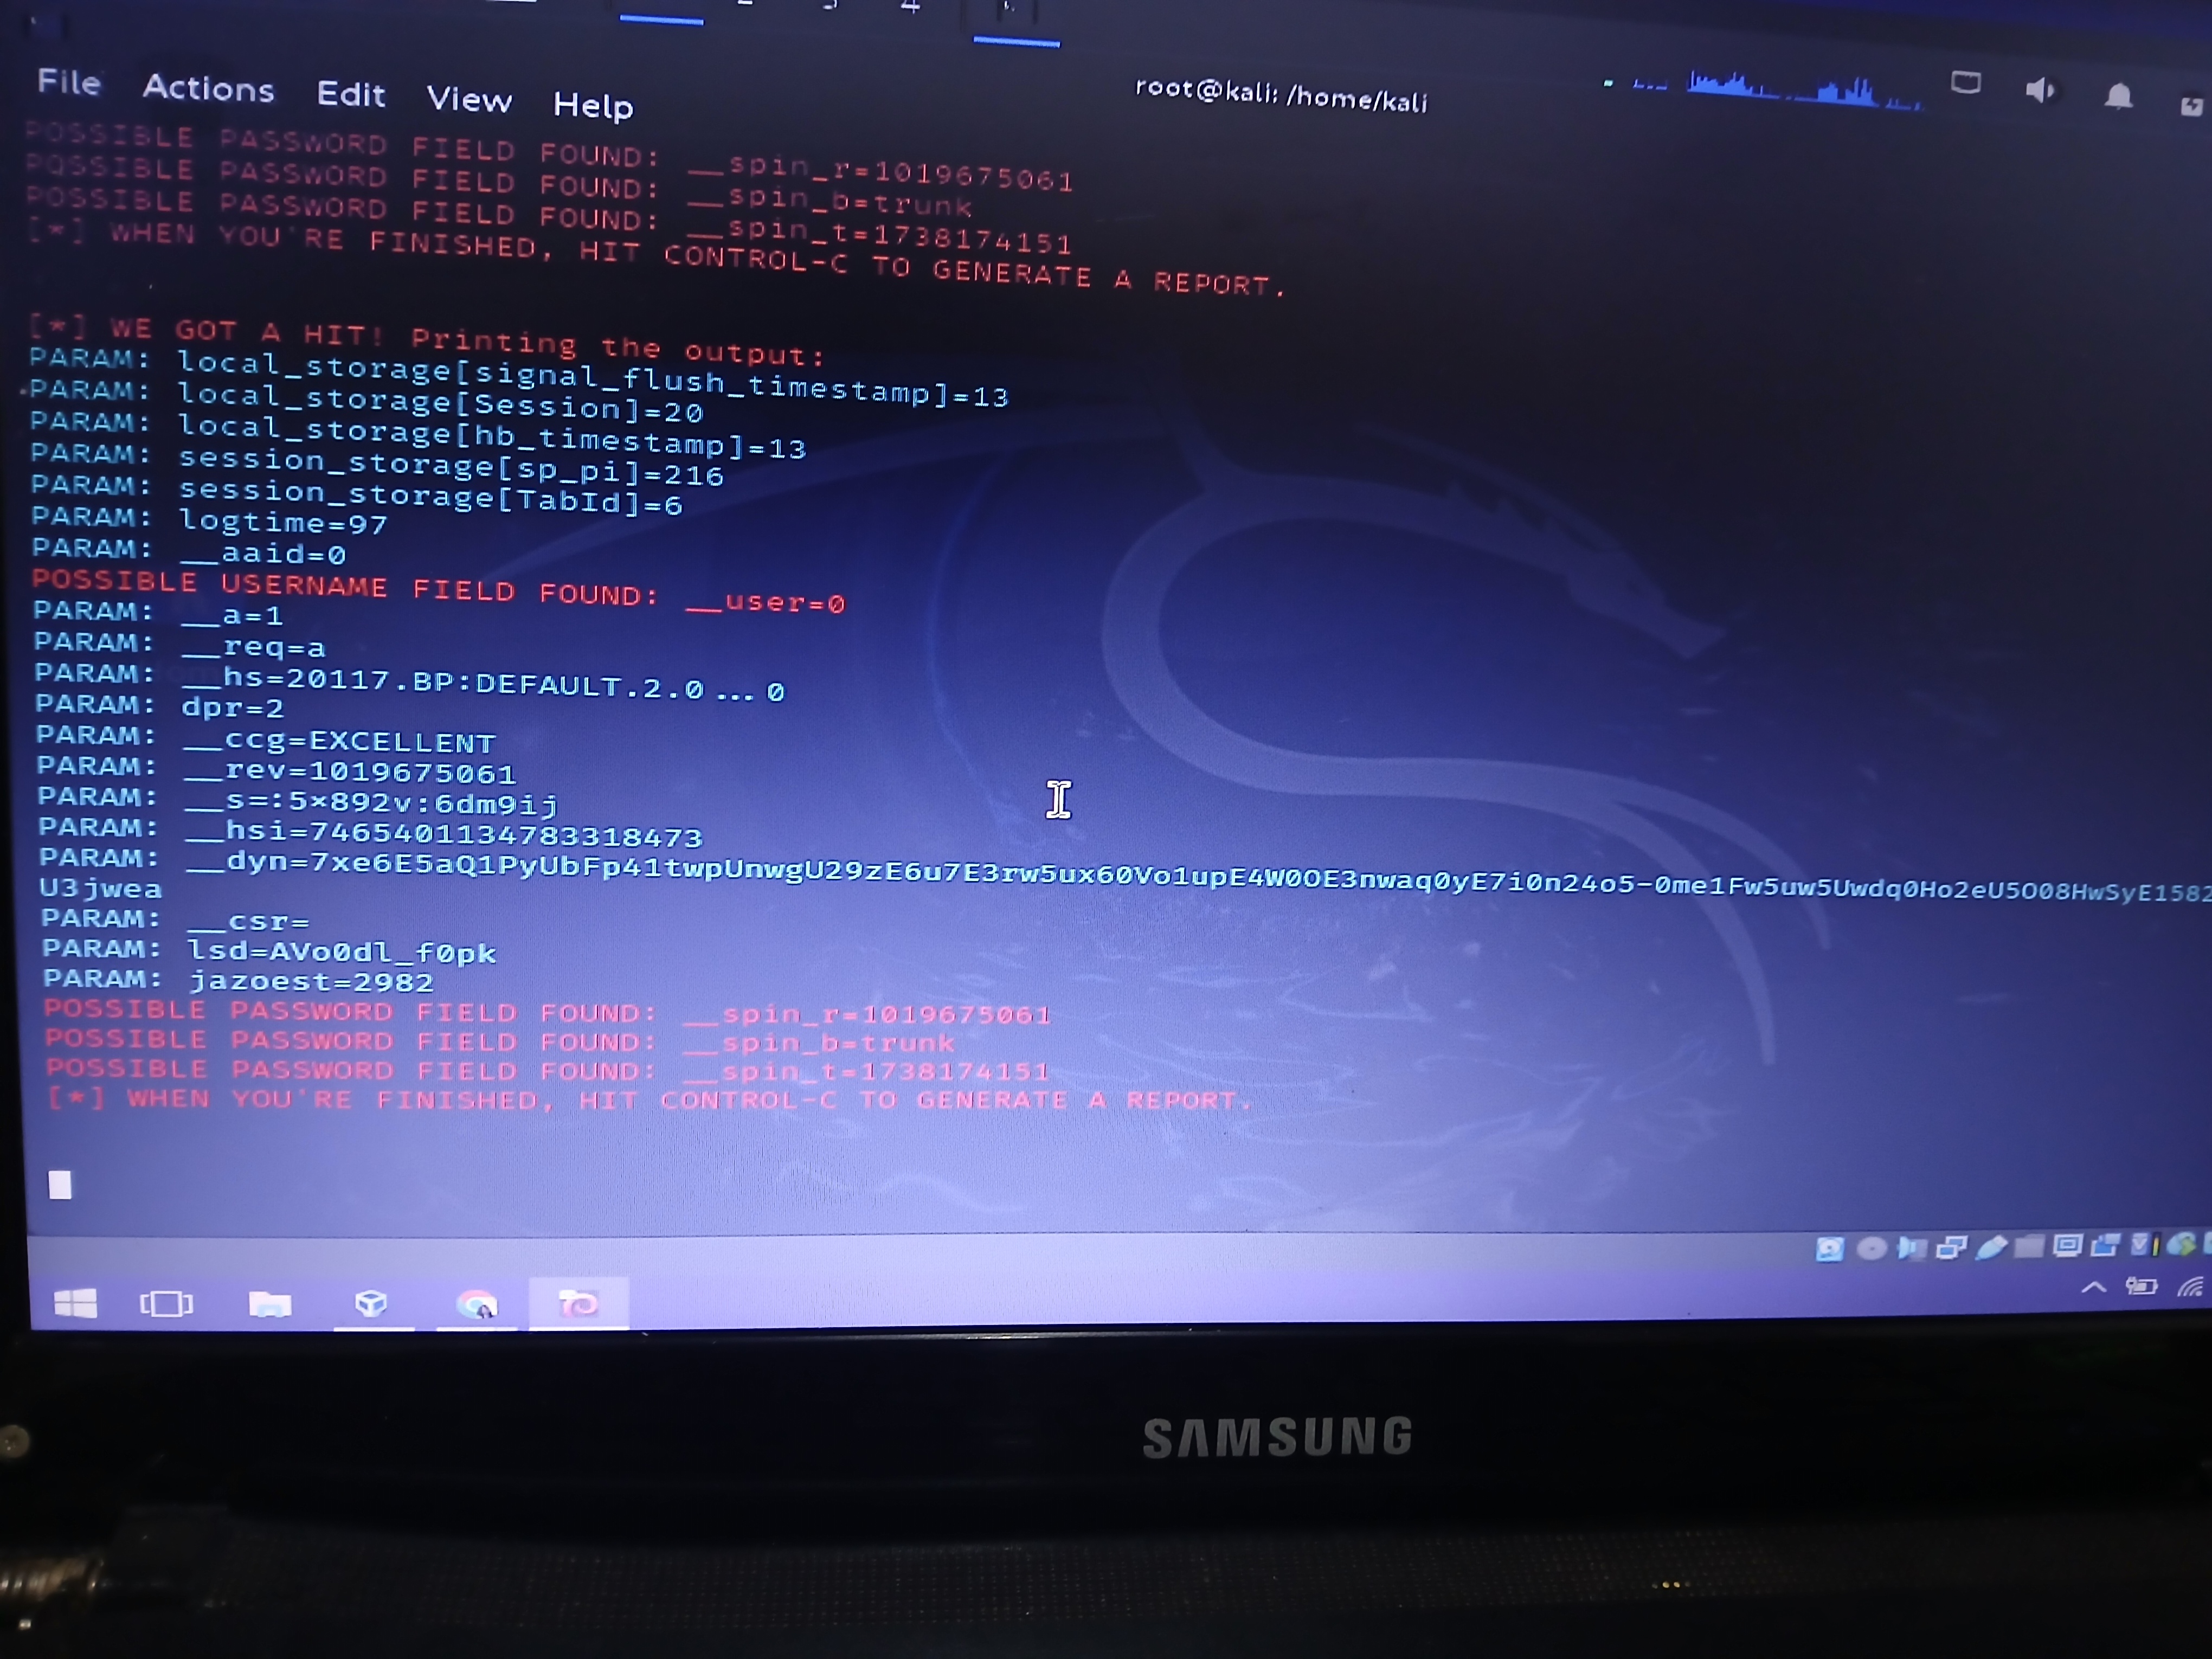 File Actions Edit View Help
root@kali: /home/kali
POSSIBLE PASSWORD FIELD FOUND: __spin_r=1019675061
POSSIBLE PASSWORD FIELD FOUND: __spin_b=trunk
POSSIBLE PASSWORD FIELD FOUND: __spin_t=1738174151
[*] WHEN YOU'RE FINISHED, HIT CONTROL-C TO GENERATE A REPORT.
[*] WE GOT A HIT! Printing the output:
PARAM: local_storage[signal_flush_timestamp]=13
PARAM: local_storage[Session]=20
PARAM: local_storage[hb_timestamp]=13
PARAM: session_storage[sp_pi]=216
PARAM: session_storage[TabId]=6
PARAM: logtime=97
PARAM: __aaid=0
POSSIBLE USERNAME FIELD FOUND: __user=0
PARAM: __a=1
PARAM: __req=a
PARAM: __hs=20117.BP:DEFAULT.2.0...0
PARAM: dpr=2
PARAM: __ccg=EXCELLENT
PARAM: __rev=1019675061
PARAM: __s=:5×892v:6dm9ij
PARAM: __hsi=7465401134783318473
PARAM: __dyn=7xe6E5aQ1PyUbFp41twpUnwgU29zE6u7E3rw5ux60Vo1upE4W0OE3nwaq0yE7i0n24o5-0me1Fw5uw5Uwdq0Ho2eU5O08HwSyE1582
U3jwea
PARAM: __csr=
PARAM: lsd=AVo0dl_f0pk
PARAM: jazoest=2982
POSSIBLE PASSWORD FIELD FOUND: __spin_r=1019675061
POSSIBLE PASSWORD FIELD FOUND: __spin_b=trunk
POSSIBLE PASSWORD FIELD FOUND: __spin_t=1738174151
[*] WHEN YOU'RE FINISHED, HIT CONTROL-C TO GENERATE A REPORT.
SAMSUNG